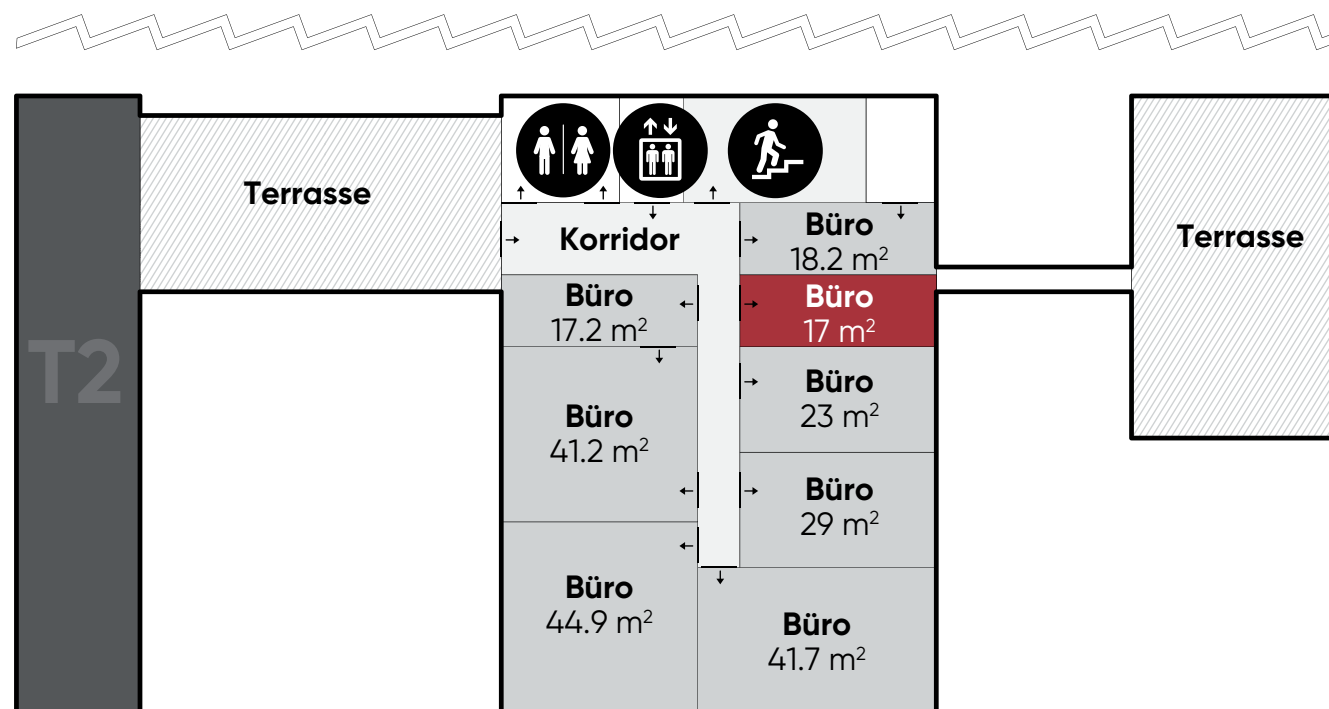 Terrasse
Korridor
Büro
18.2 m²
Terrasse
Büro
17.2 m²
Büro
17 m²
T2
Büro
23 m²
Büro
41.2 m²
Büro
29 m²
Büro
44.9 m²
Büro
41.7 m²